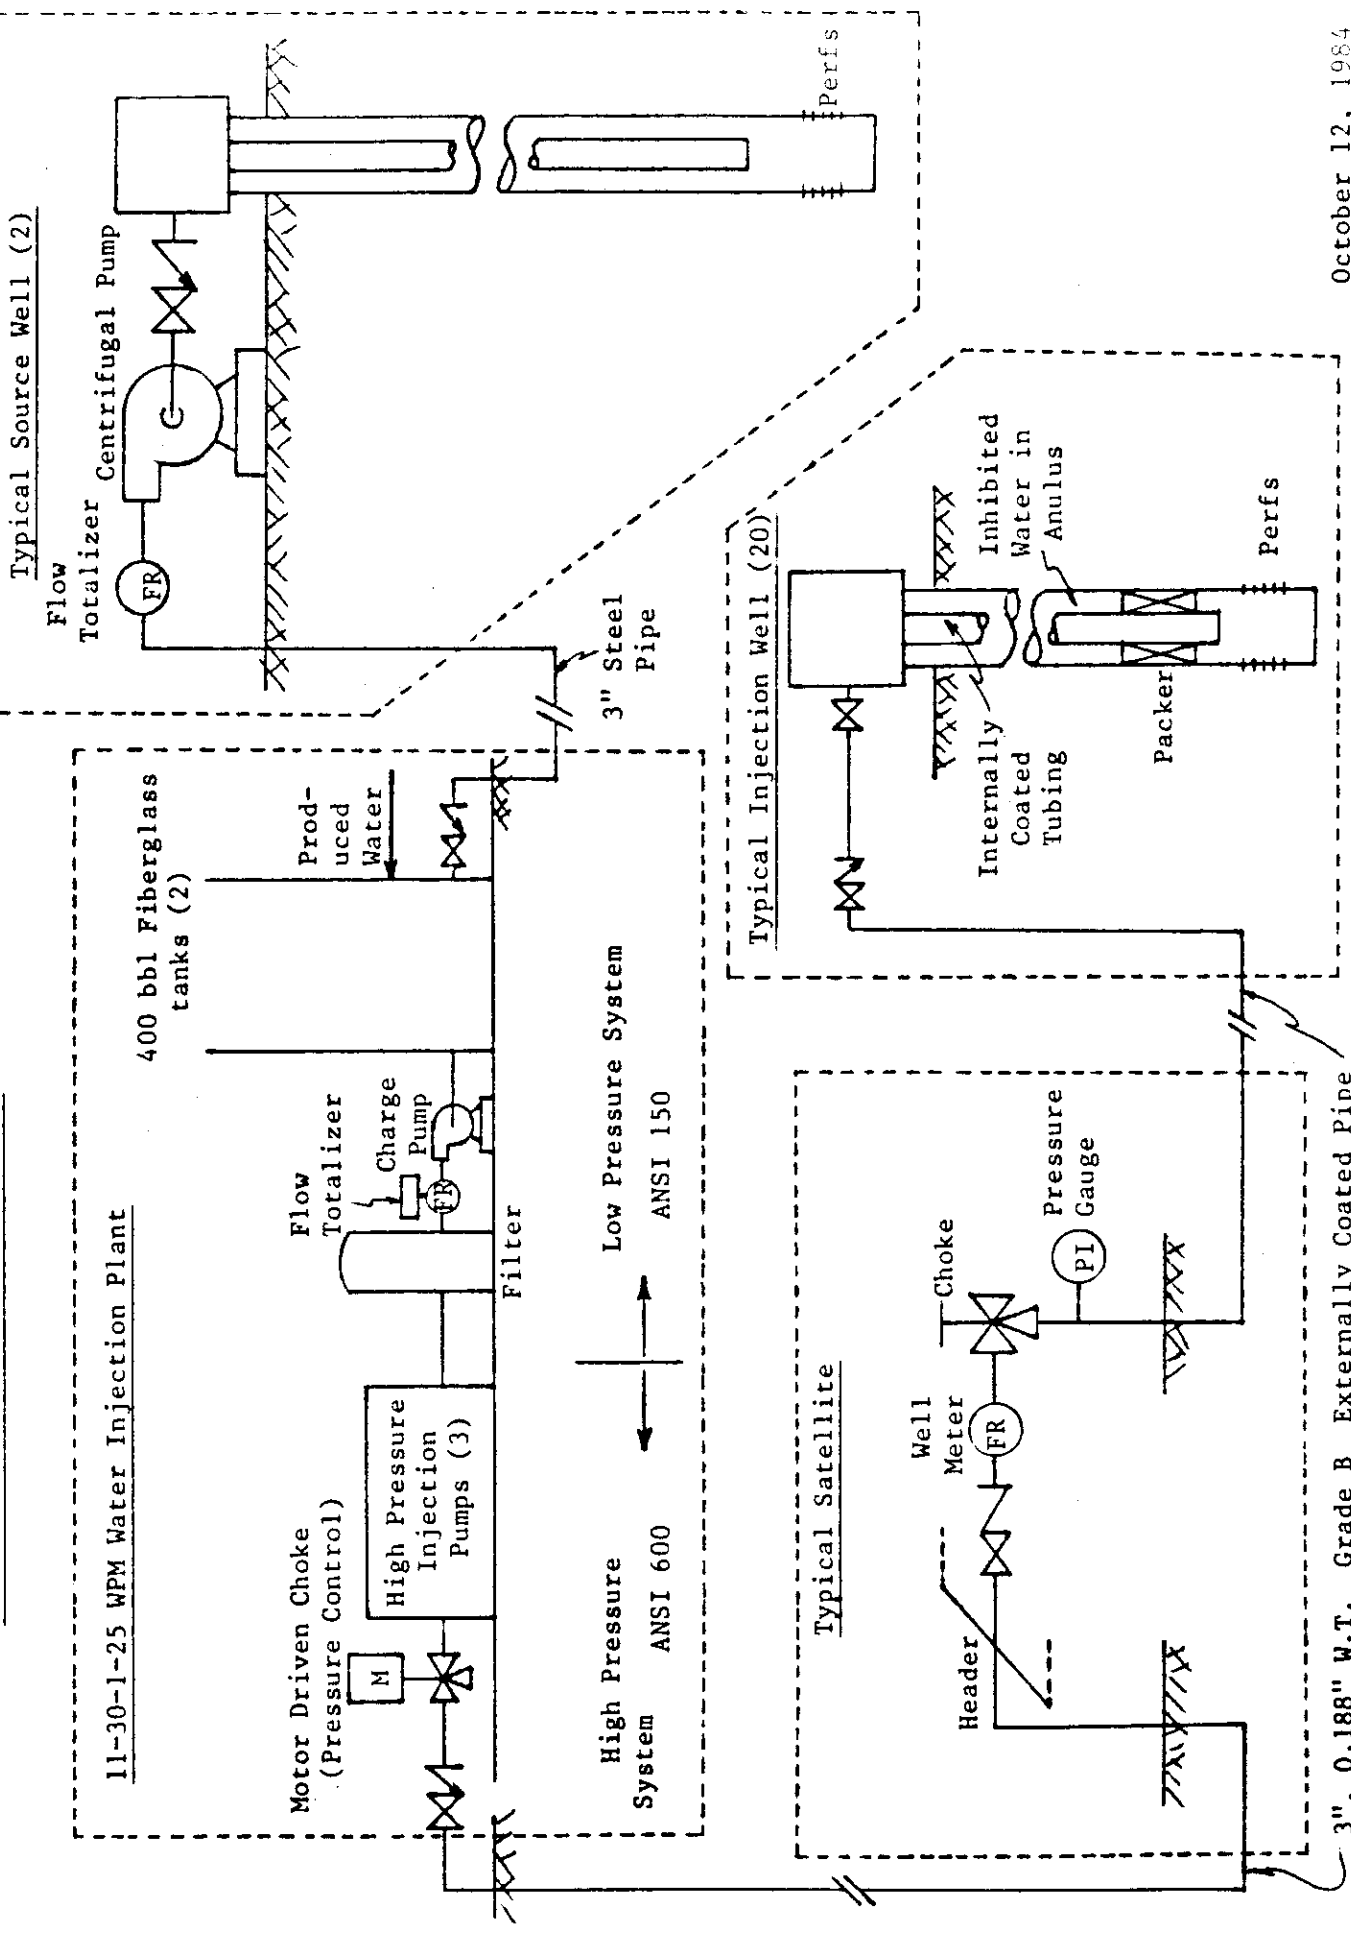 Typical Source Well (2)
Flow
Totalizer
Centrifugal Pump
FR
Perfs
3" Steel
Pipe
11-30-1-25 WPM Water Injection Plant
400 bbl Fiberglass
tanks (2)
Prod-
uced
Water
Flow
Totalizer
Charge
Pump
FR
Filter
Motor Driven Choke
(Pressure Control)
M
High Pressure
Injection
Pumps (3)
High Pressure
System
ANSI 600
Low Pressure System
ANSI 150
Typical Satellite
Header
Well
Meter
FR
Choke
Pressure
Gauge
PI
Typical Injection Well (20)
Internally
Coated
Tubing
Inhibited
Water in
Anulus
Packer
Perfs
3", 0.188" W.T. Grade B Externally Coated Pipe
October 12, 1984